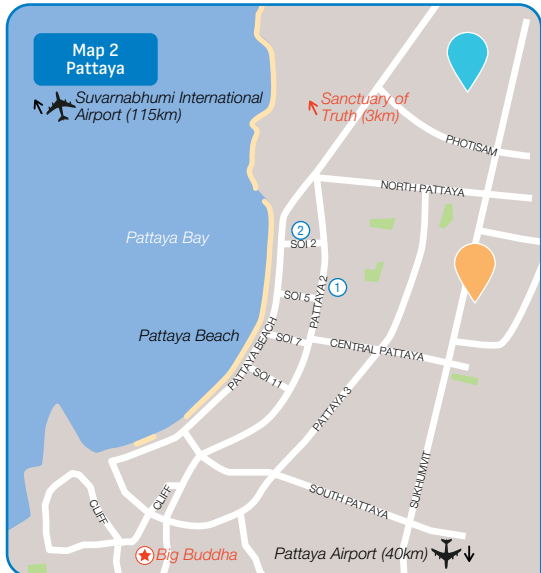 Map 2
Pattaya
Suvarnabhumi International
Airport (115km)
Sanctuary of
Truth (3km)
PHOTISAM
NORTH PATTAYA
Pattaya Bay
2
SOI 2
1
PATTAYA 2
SOI 5
Pattaya Beach
PATTAYA BEACH
SOI 7
CENTRAL PATTAYA
SOI 11
PATTAYA 3
SUKHUMVIT
SOUTH PATTAYA
CLIFF
CLIFF
Big Buddha
Pattaya Airport (40km)